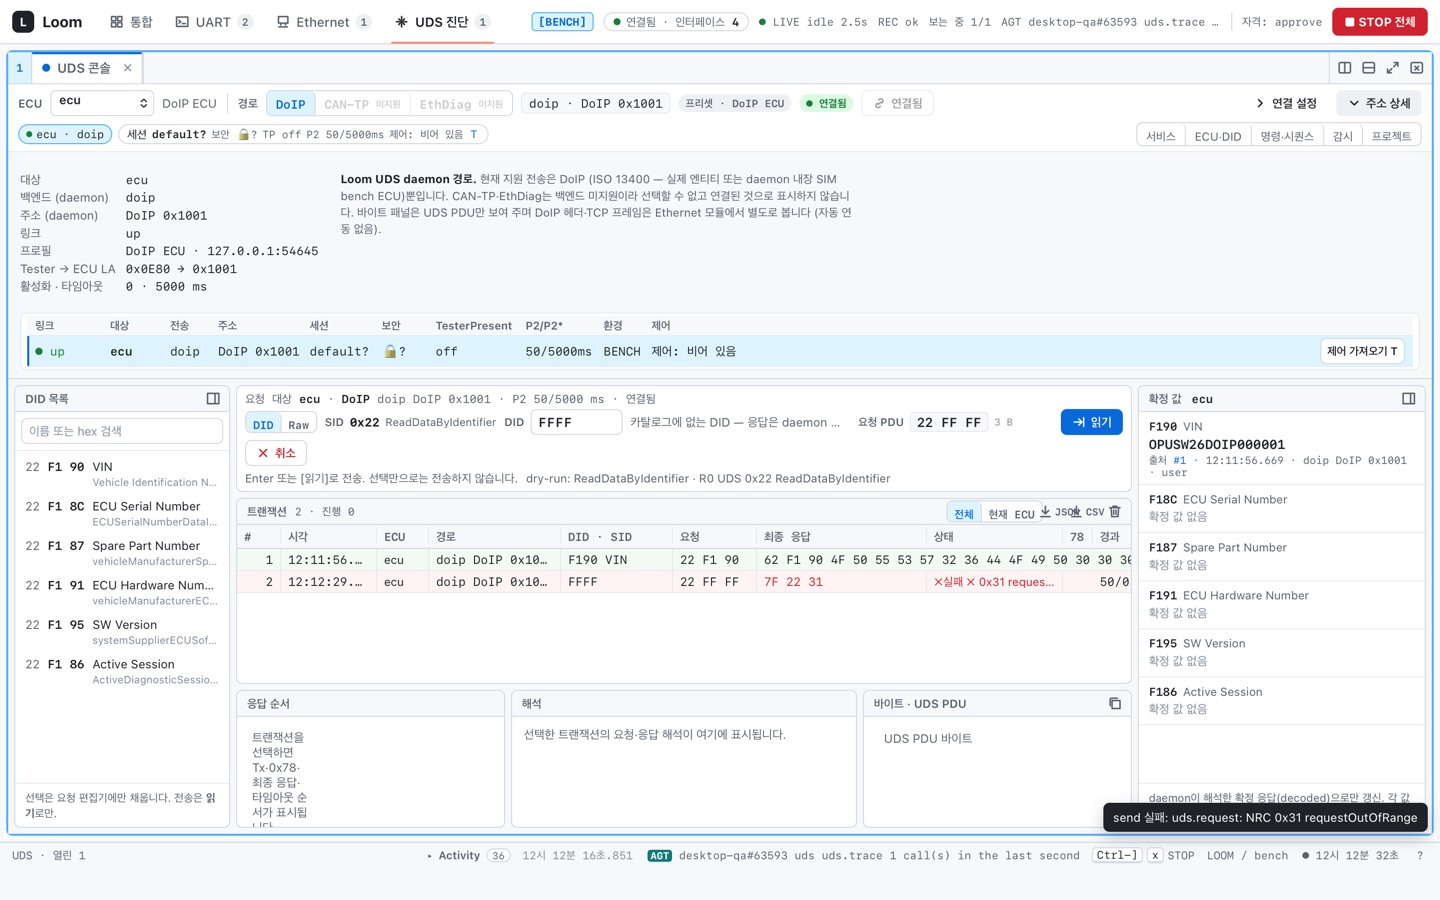 L Loom 통합 UART 2 Ethernet 1 UDS 진단 1 [BENCH] 연결됨 · 인터페이스 4 LIVE idle 2.5s REC ok 보는 중 1/1 AGT desktop-qa#63593 uds.trace … 자격: approve STOP 전체
1 UDS 콘솔 ×
ECU ecu DoIP ECU 경로 DoIP CAN-TP 미지원 EthDiag 미지원 doip · DoIP 0x1001 프리셋 · DoIP ECU 연결됨 연결됨 연결 설정 주소 상세
ecu · doip 세션 default? 보안 🔒? TP off P2 50/5000ms 제어: 비어 있음 T 서비스 ECU·DID 명령·시퀀스 감시 프로젝트
대상 ecu
백엔드 (daemon) doip
주소 (daemon) DoIP 0x1001
링크 up
프로필 DoIP ECU · 127.0.0.1:54645
Tester → ECU LA 0x0E80 → 0x1001
활성화 · 타임아웃 0 · 5000 ms
Loom UDS daemon 경로. 현재 지원 전송은 DoIP (ISO 13400 — 실제 엔티티 또는 daemon 내장 SIM
bench ECU)뿐입니다. CAN-TP·EthDiag는 백엔드 미지원이라 선택할 수 없고 연결된 것으로 표시하지 않습니
다. 바이트 패널은 UDS PDU만 보여 주며 DoIP 헤더·TCP 프레임은 Ethernet 모듈에서 별도로 봅니다 (자동 연
동 없음).
링크 대상 전송 주소 세션 보안 TesterPresent P2/P2* 환경 제어
up ecu doip DoIP 0x1001 default? 🔒? off 50/5000ms BENCH 제어: 비어 있음 제어 가져오기 T
DID 목록
이름 또는 hex 검색
22 F1 90 VIN
Vehicle Identification N…
22 F1 8C ECU Serial Number
ECUSerialNumberDataI…
22 F1 87 Spare Part Number
vehicleManufacturerSp…
22 F1 91 ECU Hardware Num…
vehicleManufacturerEC…
22 F1 95 SW Version
systemSupplierECUSof…
22 F1 86 Active Session
ActiveDiagnosticSessio…
선택은 요청 편집기에만 채웁니다. 전송은 읽
기로만.
요청 대상 ecu · DoIP doip DoIP 0x1001 · P2 50/5000 ms · 연결됨
DID Raw SID 0x22 ReadDataByIdentifier DID FFFF 카탈로그에 없는 DID — 응답은 daemon … 요청 PDU 22 FF FF 3 B 읽기
취소
Enter 또는 [읽기]로 전송. 선택만으로는 전송하지 않습니다. dry-run: ReadDataByIdentifier · R0 UDS 0x22 ReadDataByIdentifier
트랜잭션 2 · 진행 0 전체 현재 ECU JSON CSV
# 시각 ECU 경로 DID · SID 요청 최종 응답 상태 78 경과
1 12:11:56.… ecu doip DoIP 0x10… F190 VIN 22 F1 90 62 F1 90 4F 50 55 53 57 32 36 44 4F 49 50 30 30 30
2 12:12:29.… ecu doip DoIP 0x10… FFFF 22 FF FF 7F 22 31 ×실패 × 0x31 reques… 50/0
응답 순서
트랜잭션을
선택하면
Tx·0x78·
최종 응답·
타임아웃 순
서가 표시됩
니다.
해석
선택한 트랜잭션의 요청·응답 해석이 여기에 표시됩니다.
바이트 · UDS PDU
UDS PDU 바이트
확정 값 ecu
F190 VIN
OPUSW26DOIP000001
출처 #1 · 12:11:56.669 · doip DoIP 0x1001
· user
F18C ECU Serial Number
확정 값 없음
F187 Spare Part Number
확정 값 없음
F191 ECU Hardware Number
확정 값 없음
F195 SW Version
확정 값 없음
F186 Active Session
확정 값 없음
daemon이 해석한 확정 응답(decoded)으로만 갱신, 각 값
send 실패: uds.request: NRC 0x31 requestOutOfRange
UDS · 열린 1 Activity 36 12시 12분 16초.851 AGT desktop-qa#63593 uds uds.trace 1 call(s) in the last second Ctrl-] x STOP LOOM / bench 12시 12분 32초 ?